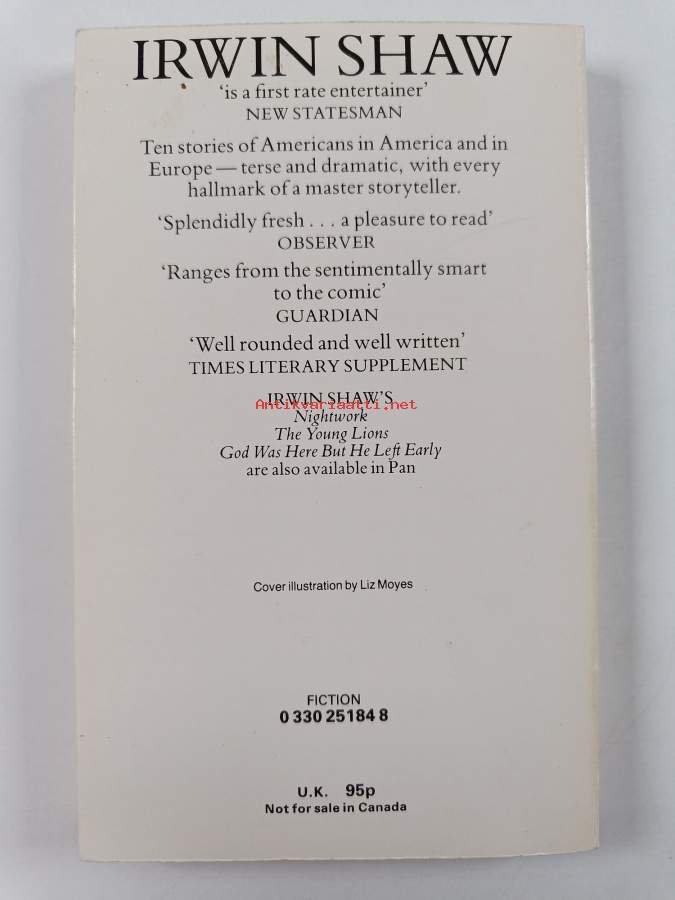 IRWIN SHAW
‘is a first rate entertainer’
NEW STATESMAN
Ten stories of Americans in America and in
Europe — terse and dramatic, with every
hallmark of a master storyteller.
‘Splendidly fresh . . . a pleasure to read’
OBSERVER
‘Ranges from the sentimentally smart
to the comic’
GUARDIAN
‘Well rounded and well written’
TIMES LITERARY SUPPLEMENT
IRWIN SHAW’S
Antikvariaatti.net
Nightwork
The Young Lions
God Was Here But He Left Early
are also available in Pan
Cover illustration by Liz Moyes
FICTION
0 330 25184 8
U.K. 95p
Not for sale in Canada